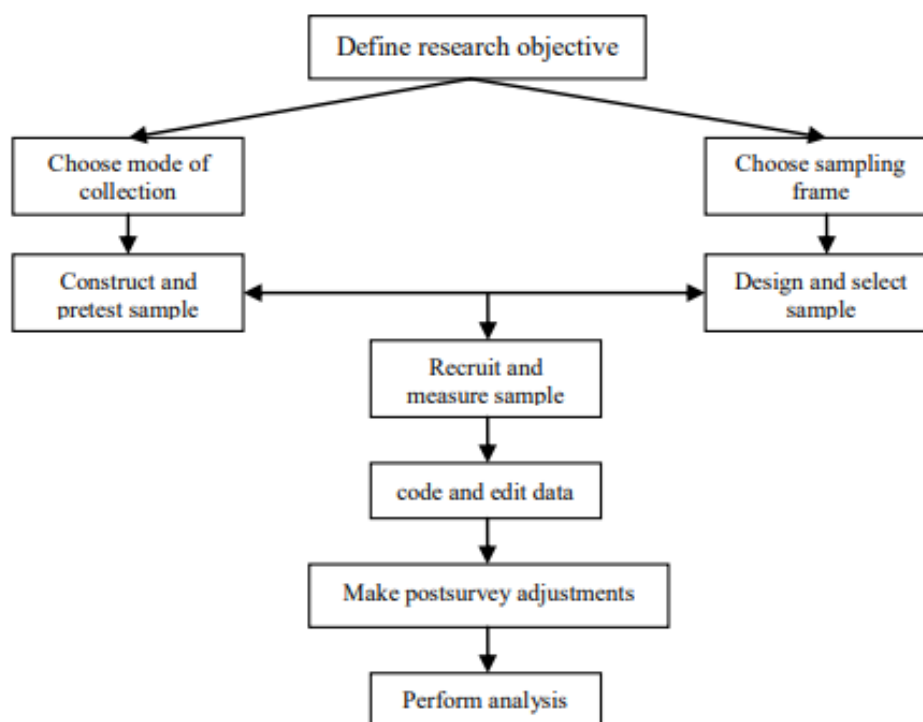 Define research objective
Choose mode of
collection
Choose sampling
frame
Construct and
pretest sample
Design and select
sample
Recruit and
measure sample
code and edit data
Make postsurvey adjustments
Perform analysis